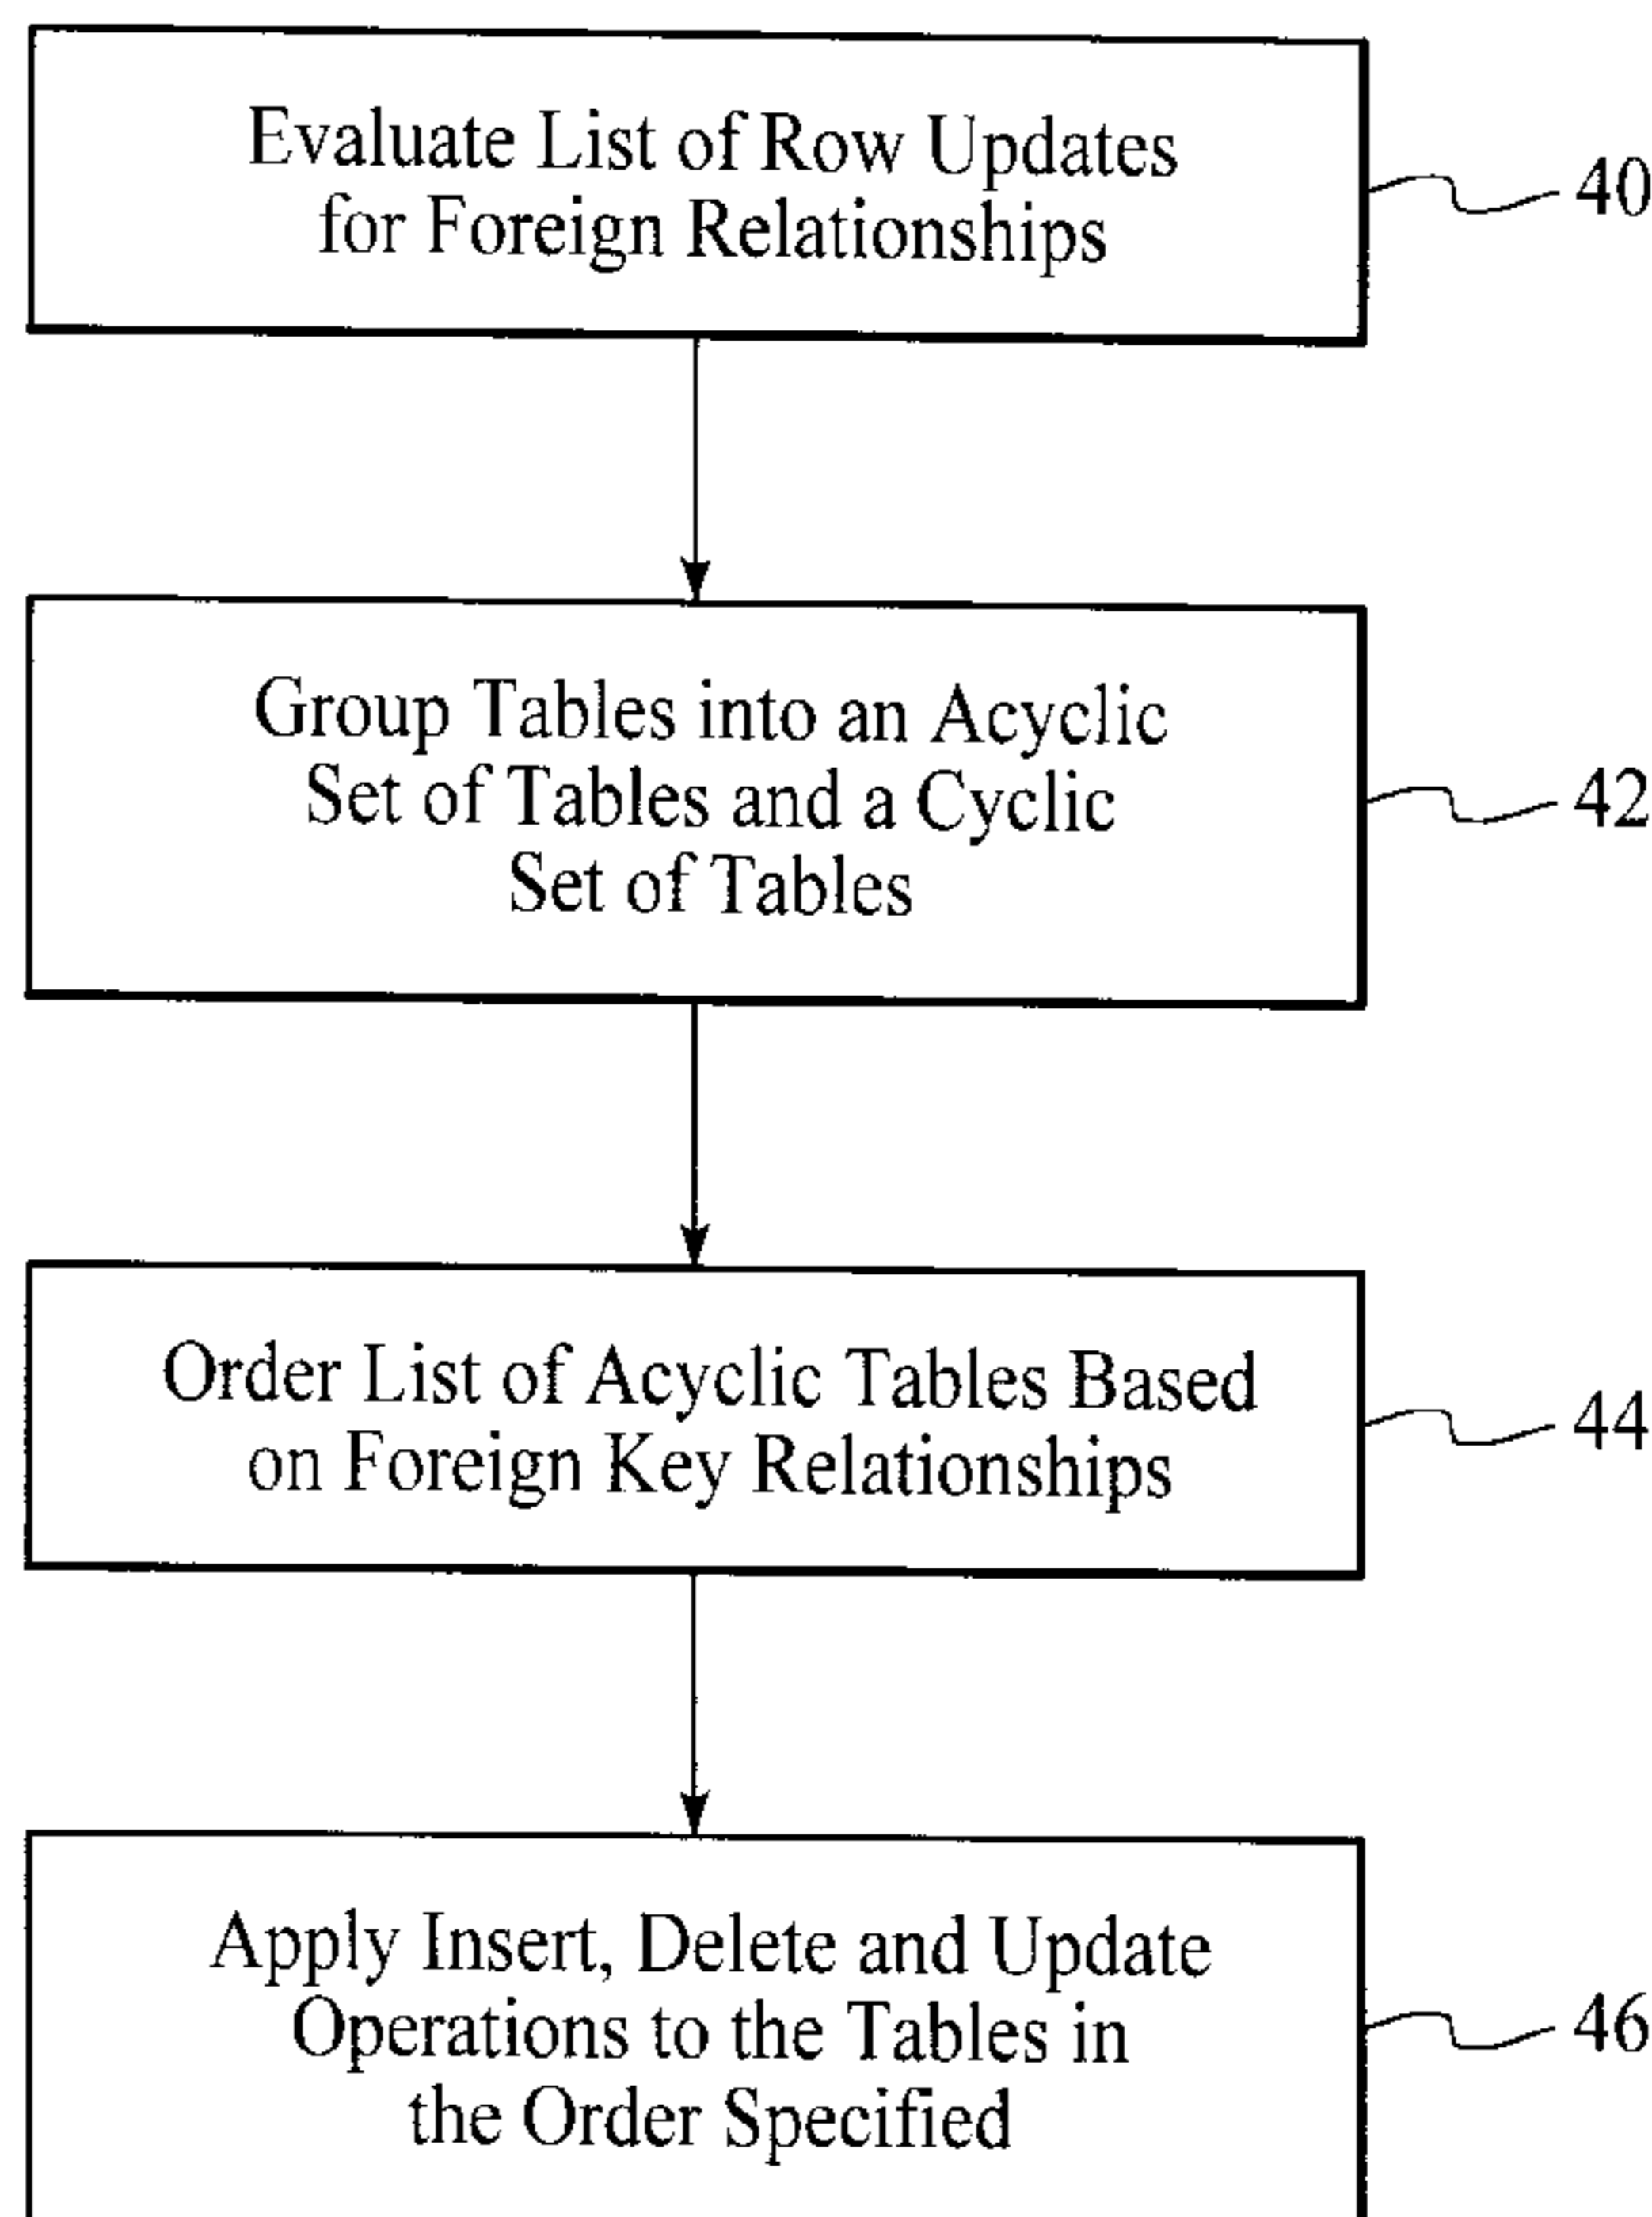 Evaluate List of Row Updates
for Foreign Relationships
40
Group Tables into an Acyclic
Set of Tables and a Cyclic
Set of Tables
42
Order List of Acyclic Tables Based
on Foreign Key Relationships
44
Apply Insert, Delete and Update
Operations to the Tables in
the Order Specified
46